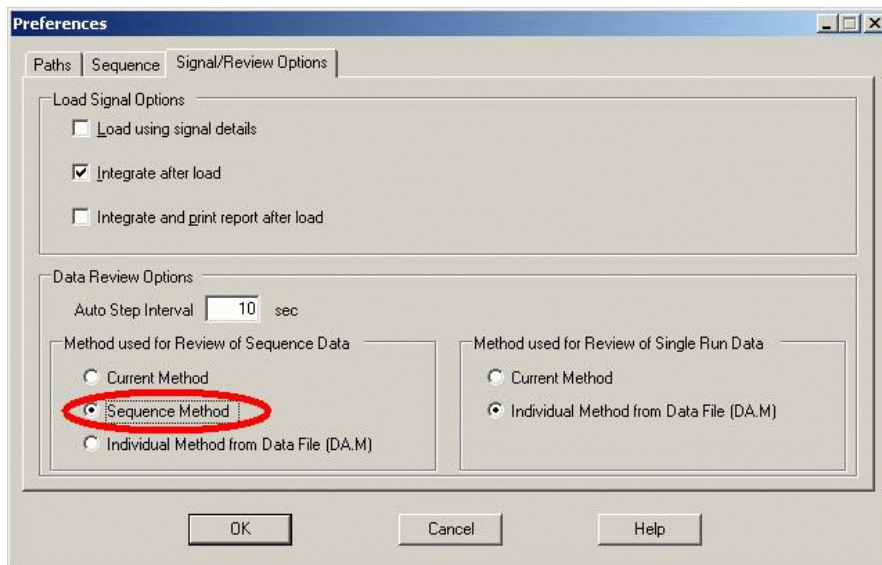 Preferences
Paths
Sequence
Signal/Review Options
Load Signal Options
Load using signal details
Integrate after load
Integrate and print report after load
Data Review Options
Auto Step Interval 10 sec
Method used for Review of Sequence Data
Current Method
Sequence Method
Individual Method from Data File (DA.M)
Method used for Review of Single Run Data
Current Method
Individual Method from Data File (DA.M)
OK
Cancel
Help